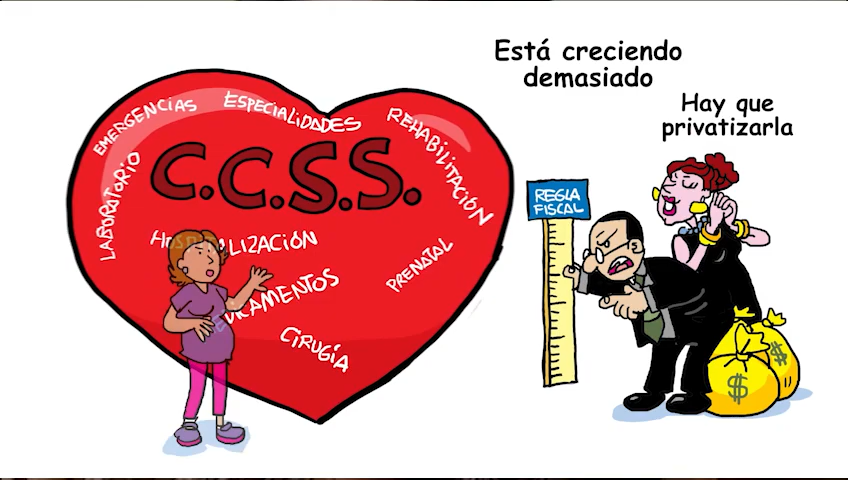 Está creciendo
demasiado
Hay que
privatizarla
EMERGENCIAS
ESPECIALIDADES
REHABILITACIÓN
LABORATORIO
C.C.S.S.
PRENATAL
CIRUGÍA
REGLA
FISCAL
$
$